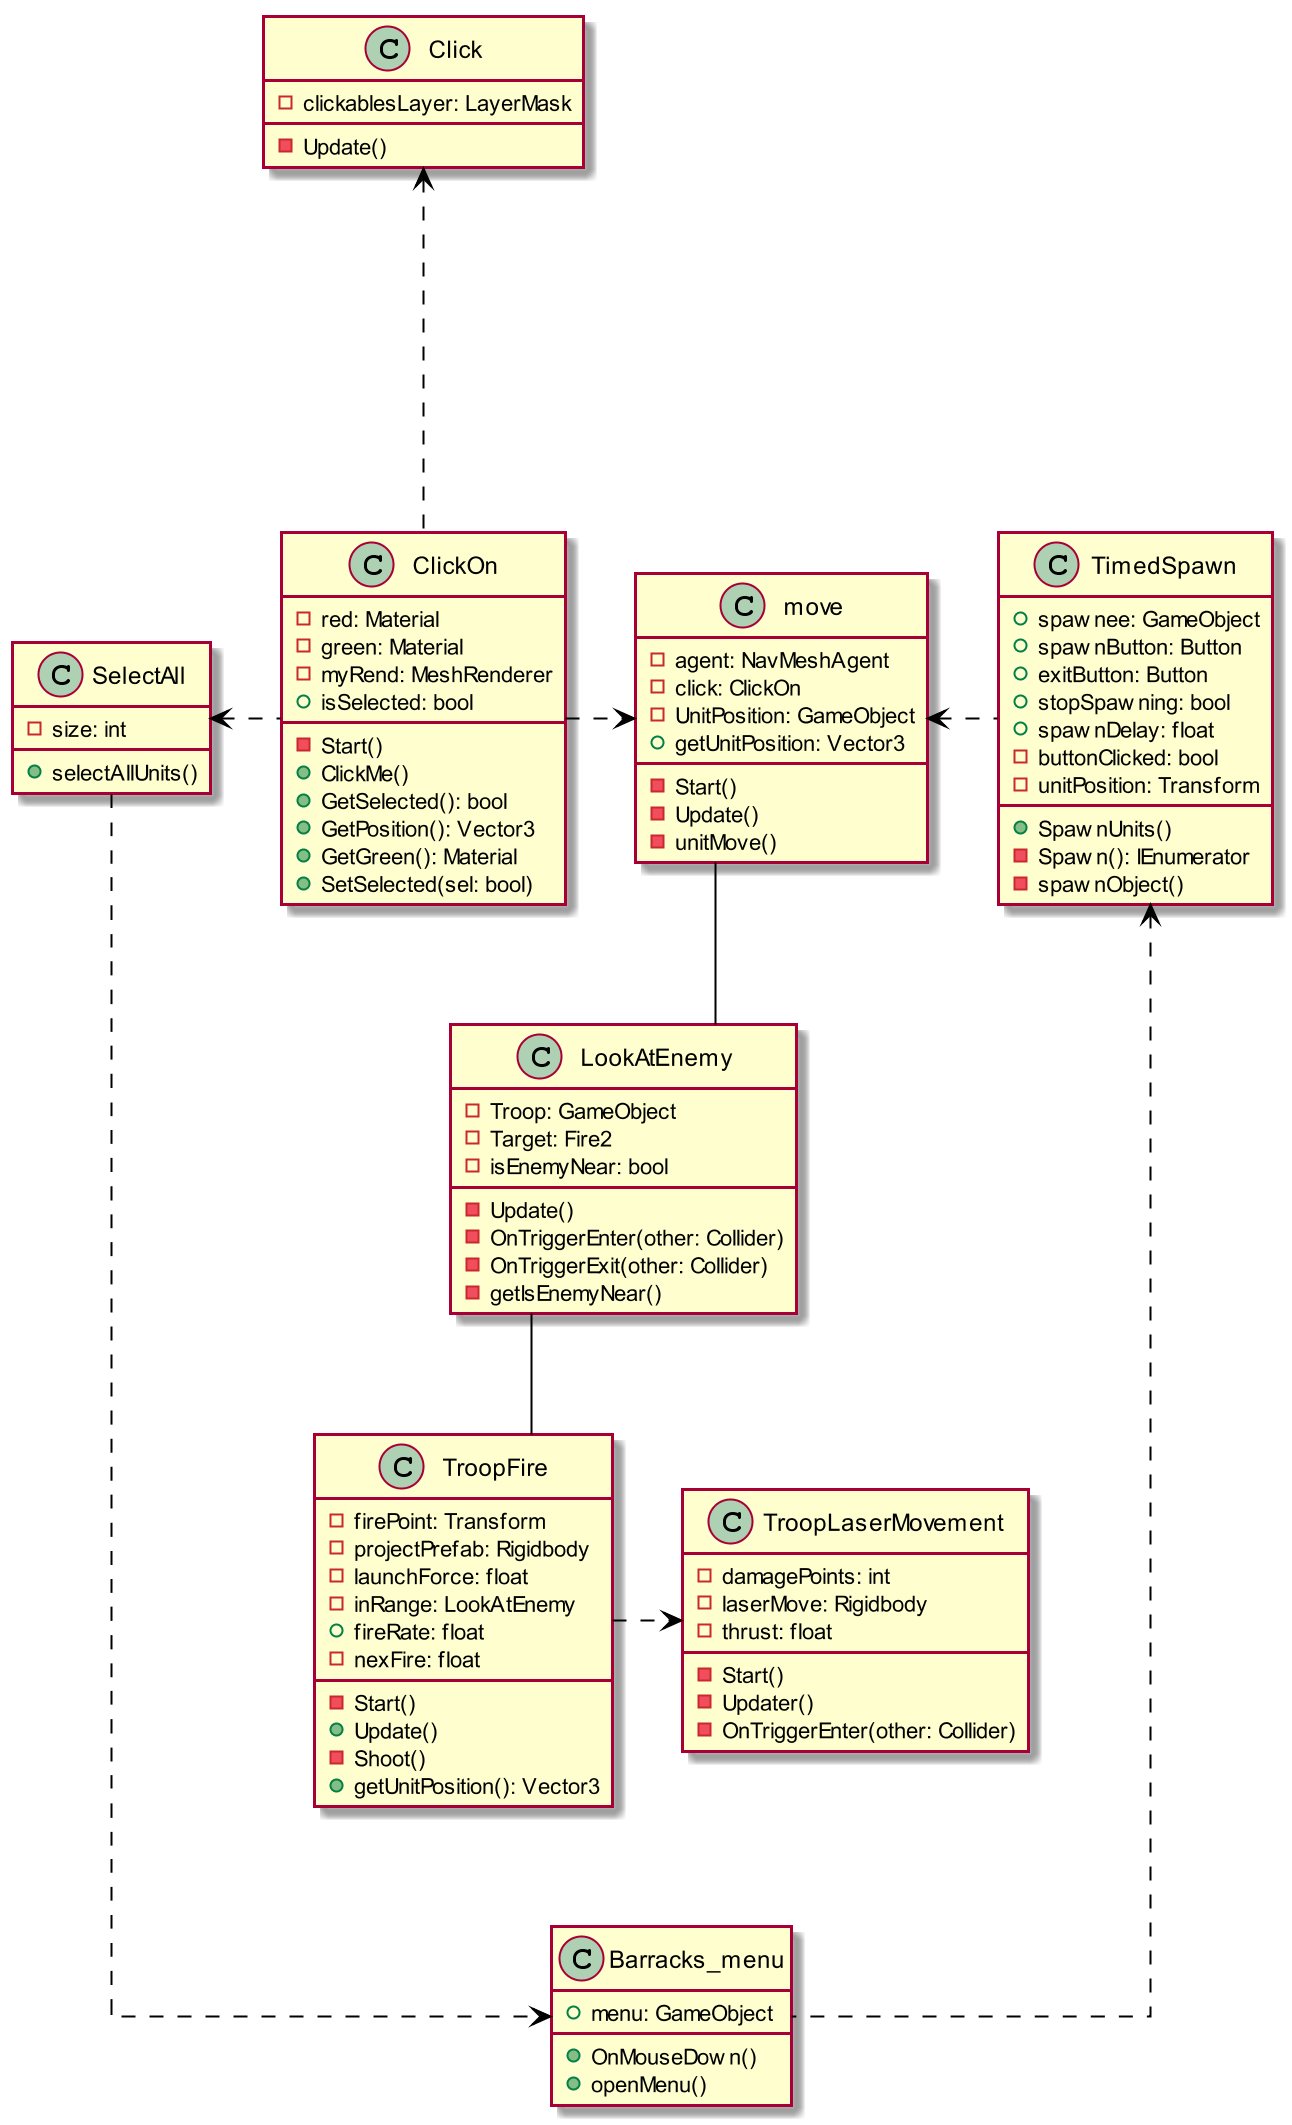 C Click
clickablesLayer: LayerMask
Update()
C ClickOn
red: Material
green: Material
myRend: MeshRenderer
isSelected: bool
Start()
ClickMe()
GetSelected(): bool
GetPosition(): Vector3
GetGreen(): Material
SetSelected(sel: bool)
C move
agent: NavMeshAgent
click: ClickOn
UnitPosition: GameObject
getUnitPosition: Vector3
Start()
Update()
unitMove()
C TimedSpawn
spawnee: GameObject
spawnButton: Button
exitButton: Button
stopSpawning: bool
spawnDelay: float
buttonClicked: bool
unitPosition: Transform
SpawnUnits()
Spawn(): IEnumerator
spawnObject()
C SelectAll
size: int
selectAllUnits()
C LookAtEnemy
Troop: GameObject
Target: Fire2
isEnemyNear: bool
Update()
OnTriggerEnter(other: Collider)
OnTriggerExit(other: Collider)
getIsEnemyNear()
C TroopFire
firePoint: Transform
projectPrefab: Rigidbody
launchForce: float
inRange: LookAtEnemy
fireRate: float
nexFire: float
Start()
Update()
Shoot()
getUnitPosition(): Vector3
C TroopLaserMovement
damagePoints: int
laserMove: Rigidbody
thrust: float
Start()
Updater()
OnTriggerEnter(other: Collider)
C Barracks_menu
menu: GameObject
OnMouseDown()
openMenu()